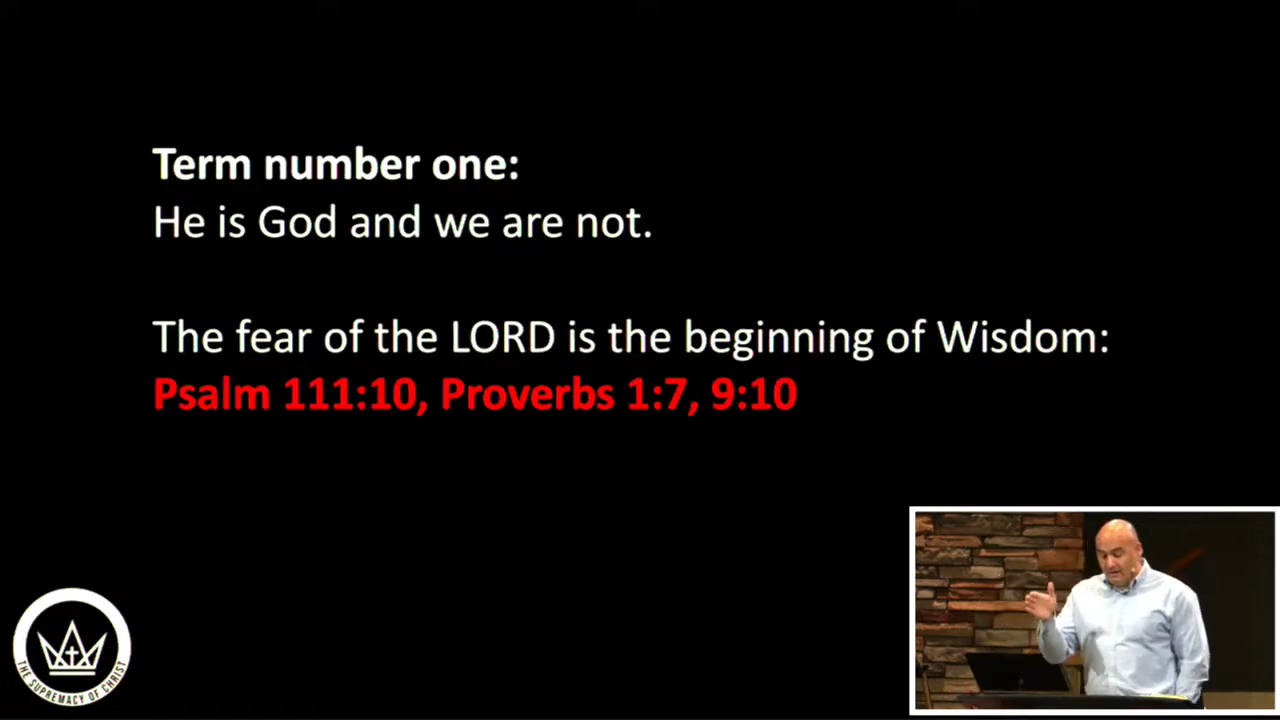 Term number one:
He is God and we are not.
The fear of the LORD is the beginning of Wisdom:
Psalm 111:10, Proverbs 1:7, 9:10
THE SUPREMACY OF CHRIST